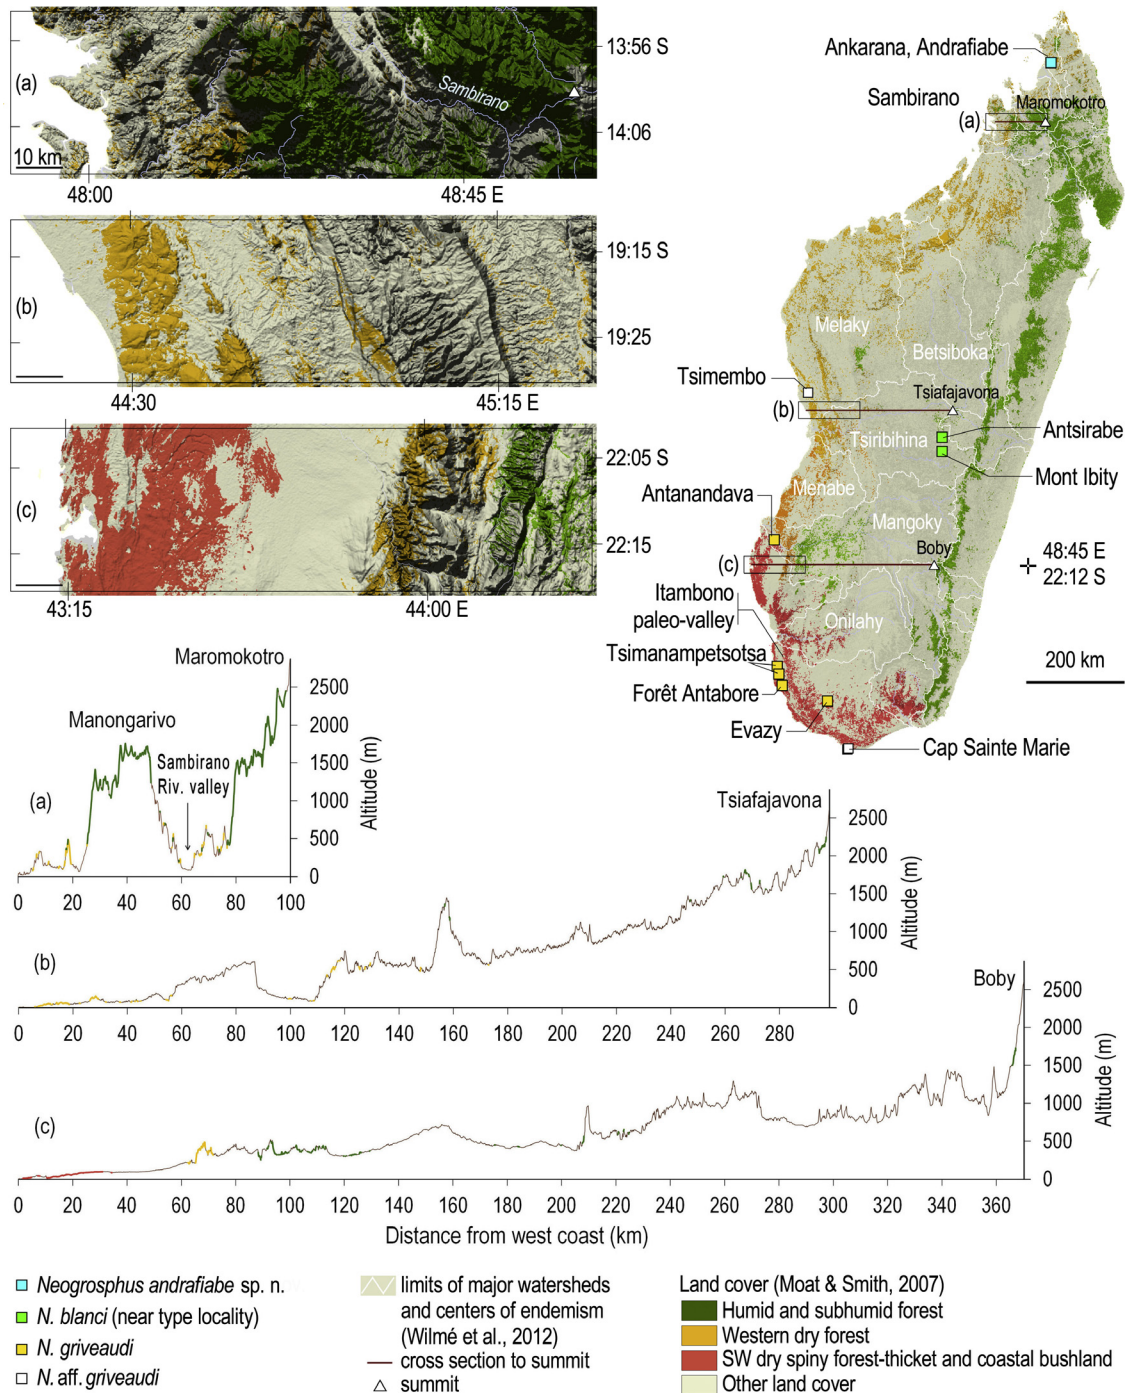 (a)
Sambirano
13:56 S
14:06
10 km
48:00
48:45 E
(b)
19:15 S
19:25
44:30
45:15 E
(c)
22:05 S
22:15
43:15
44:00 E
Ankarana, Andrafiabe
Sambirano
Maromokotro
(a)
Melaky
Betsiboka
Tsimembo
Tsiafajavona
(b)
Tsiribihina
Antsirabe
Mont Ibity
Menabe
Antanandava
Mangoky
Boby
(c)
48:45 E
22:12 S
Itambono
paleo-valley
Onilahy
Tsimanampetsotsa
200 km
Forêt Antabore
Evazy
Cap Sainte Marie
Maromokotro
Manongarivo
Sambirano
Riv. valley
(a)
2500
2000
1500
1000
500
0
Altitude (m)
0 20 40 60 80 100
Tsiafajavona
(b)
2500
2000
1500
1000
500
0
Altitude (m)
0 20 40 60 80 100 120 140 160 180 200 220 240 260 280
Boby
(c)
2500
2000
1500
1000
500
0
Altitude (m)
0 20 40 60 80 100 120 140 160 180 200 220 240 260 280 300 320 340 360
Distance from west coast (km)
Neogrosphus andrafiabe sp. n.
N. blanci (near type locality)
N. griveaudi
N. aff. griveaudi
limits of major watersheds
and centers of endemism
(Wilmé et al., 2012)
cross section to summit
summit
Land cover (Moat & Smith, 2007)
Humid and subhumid forest
Western dry forest
SW dry spiny forest-thicket and coastal bushland
Other land cover